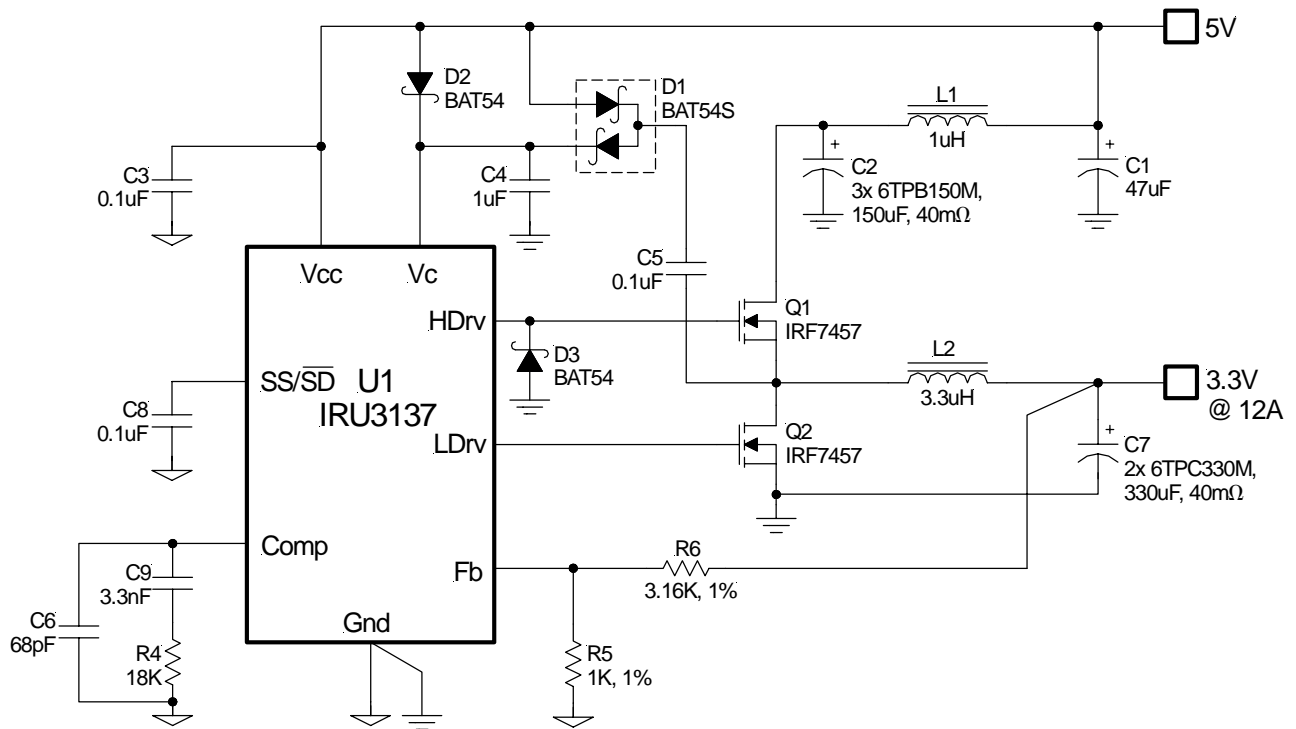 5V
D2
BAT54
D1
BAT54S
L1
1uH
C3
0.1uF
C4
1uF
C2
3x 6TPB150M,
150uF, 40mΩ
+
C1
47uF
+
Vcc
Vc
C5
0.1uF
HDrv
Q1
IRF7457
D3
BAT54
L2
3.3uH
3.3V
@ 12A
SS/SD
U1
IRU3137
C8
0.1uF
LDrv
Q2
IRF7457
+
C7
2x 6TPC330M,
330uF, 40mΩ
Comp
C9
3.3nF
Fb
R6
3.16K, 1%
C6
68pF
Gnd
R4
18K
R5
1K, 1%